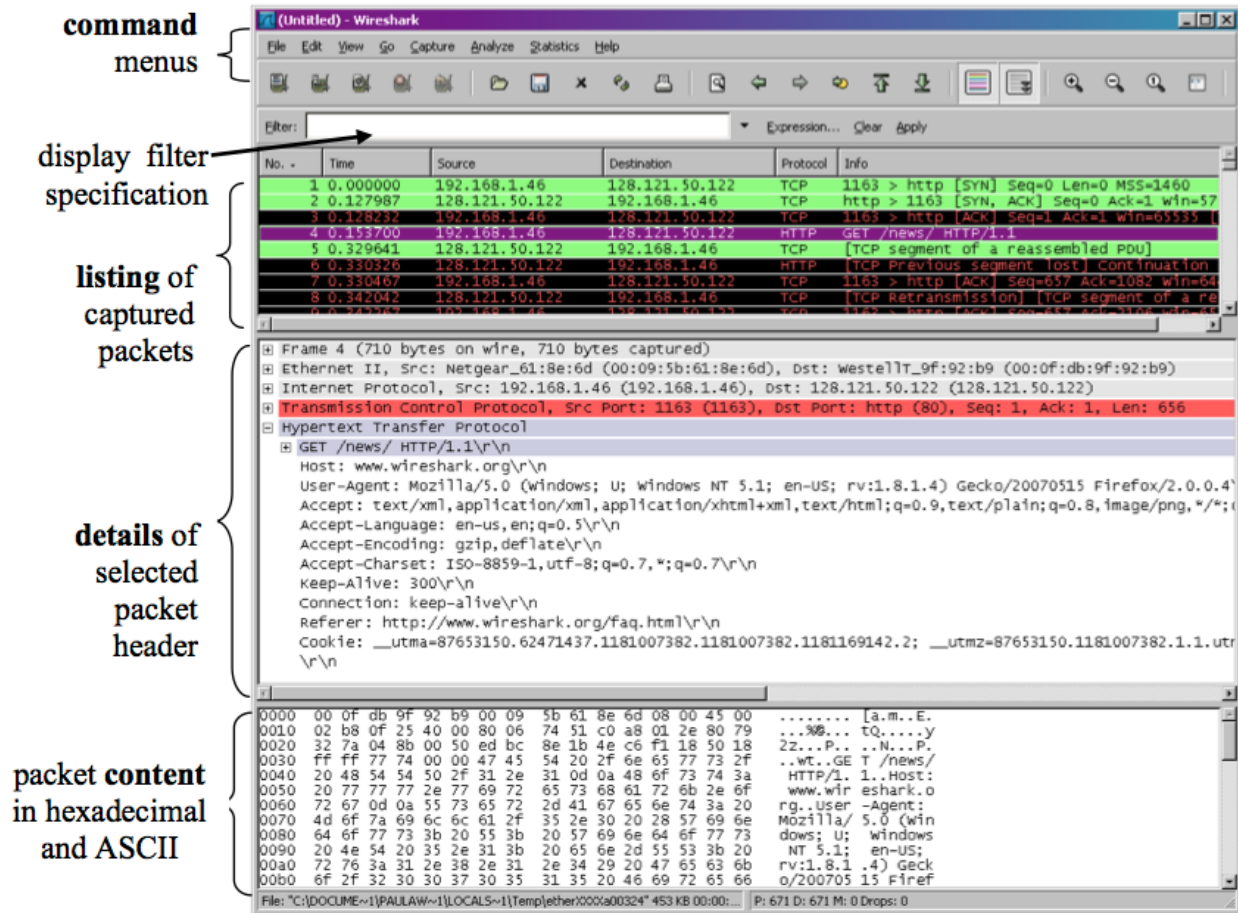 command
menus
display filter
specification
listing of
captured
packets
details of
selected
packet
header
packet content
in hexadecimal
and ASCII
(Untitled) - Wireshark
File Edit View Go Capture Analyze Statistics Help
Filter: Expression... Clear Apply
No. - Time Source Destination Protocol Info
1 0.000000 192.168.1.46 128.121.50.122 TCP 1163 > http [SYN] Seq=0 Len=0 MSS=1460
2 0.127987 128.121.50.122 192.168.1.46 TCP http > 1163 [SYN, ACK] Seq=0 Ack=1 Win=57
3 0.128232 192.168.1.46 128.121.50.122 TCP 1163 > http [ACK] Seq=1 Ack=1 Win=65535 [
4 0.153700 192.168.1.46 128.121.50.122 HTTP GET /news/ HTTP/1.1
5 0.329641 128.121.50.122 192.168.1.46 TCP [TCP segment of a reassembled PDU]
6 0.330326 128.121.50.122 192.168.1.46 HTTP [TCP Previous segment lost] Continuation
7 0.330467 192.168.1.46 128.121.50.122 TCP 1163 > http [ACK] Seq=657 Ack=1082 Win=64
8 0.342042 128.121.50.122 192.168.1.46 TCP [TCP Retransmission] [TCP segment of a re
Frame 4 (710 bytes on wire, 710 bytes captured)
Ethernet II, Src: Netgear_61:8e:6d (00:09:5b:61:8e:6d), Dst: WestellT_9f:92:b9 (00:0f:db:9f:92:b9)
Internet Protocol, Src: 192.168.1.46 (192.168.1.46), Dst: 128.121.50.122 (128.121.50.122)
Transmission Control Protocol, Src Port: 1163 (1163), Dst Port: http (80), Seq: 1, Ack: 1, Len: 656
Hypertext Transfer Protocol
GET /news/ HTTP/1.1\r\n
Host: www.wireshark.org\r\n
User-Agent: Mozilla/5.0 (Windows; U; Windows NT 5.1; en-US; rv:1.8.1.4) Gecko/20070515 Firefox/2.0.0.4\
Accept: text/xml,application/xml,application/xhtml+xml,text/html;q=0.9,text/plain;q=0.8,image/png,*/*;
Accept-Language: en-us,en;q=0.5\r\n
Accept-Encoding: gzip,deflate\r\n
Accept-Charset: ISO-8859-1,utf-8;q=0.7,*;q=0.7\r\n
Keep-Alive: 300\r\n
Connection: keep-alive\r\n
Referer: http://www.wireshark.org/faq.html\r\n
Cookie: __utma=87653150.62471437.1181007382.1181007382.1181169142.2; __utmz=87653150.1181007382.1.1.utm
\r\n
0000 00 0f db 9f 92 b9 00 09 5b 61 8e 6d 08 00 45 00 ........ [a.m..E.
0010 02 b8 0f 25 40 00 80 06 74 51 c0 a8 01 2e 80 79 ...%@... tQ.....y
0020 32 7a 04 8b 00 50 ed bc 8e 1b 4e c6 f1 18 50 18 2z...P.. ..N...P.
0030 ff ff 77 74 00 00 47 45 54 20 2f 6e 65 77 73 2f ..wt..GE T /news/
0040 20 48 54 54 50 2f 31 2e 31 0d 0a 48 6f 73 74 3a HTTP/1. 1..Host:
0050 20 77 77 77 2e 77 69 72 65 73 68 61 72 6b 2e 6f www.wir eshark.o
0060 72 67 0d 0a 55 73 65 72 2d 41 67 65 6e 74 3a 20 rg..User -Agent:
0070 4d 6f 7a 69 6c 6c 61 2f 35 2e 30 20 28 57 69 6e Mozilla/ 5.0 (Win
0080 64 6f 77 73 3b 20 55 3b 20 57 69 6e 64 6f 77 73 dows; U; Windows
0090 20 4e 54 20 35 2e 31 3b 20 65 6e 2d 55 53 3b 20 NT 5.1; en-US;
00a0 72 76 3a 31 2e 38 2e 31 2e 34 29 20 47 65 63 6b rv:1.8.1 .4) Geck
00b0 6f 2f 32 30 30 37 30 35 31 35 20 46 69 72 65 66 o/200705 15 Firef
File: "C:\DOCUME~1\PAULAW~1\LOCALS~1\Temp\etherXXXXa00324" 453 KB 00:00:... P: 671 D: 671 M: 0 Drops: 0